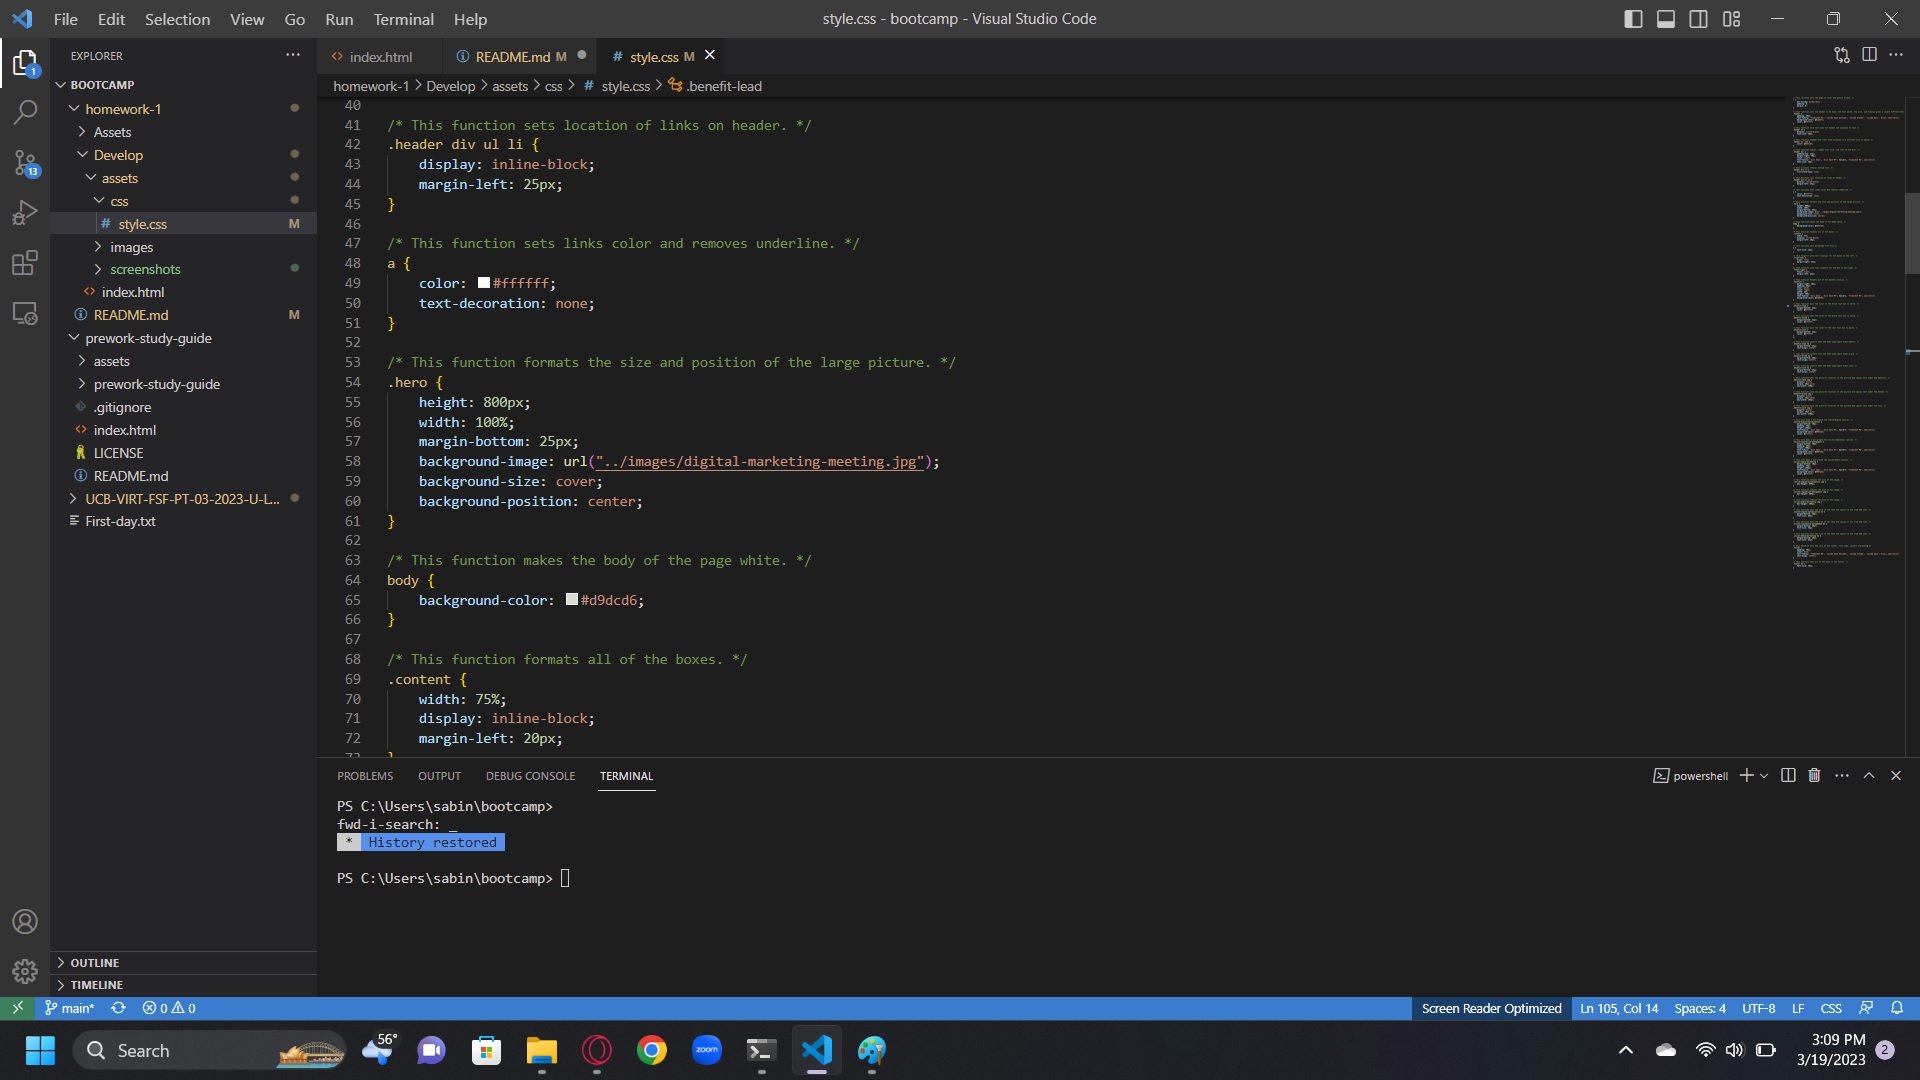 File Edit Selection View Go Run Terminal Help
style.css - bootcamp - Visual Studio Code
EXPLORER
BOOTCAMP
homework-1
Assets
Develop
assets
css
# style.css M
images
screenshots
index.html
README.md M
prework-study-guide
assets
prework-study-guide
.gitignore
index.html
LICENSE
README.md
UCB-VIRT-FSF-PT-03-2023-U-L...
First-day.txt
OUTLINE
TIMELINE
1
13
index.html README.md M # style.css M
homework-1 > Develop > assets > css > # style.css > .benefit-lead
40
41 /* This function sets location of links on header. */
42 .header div ul li {
43 display: inline-block;
44 margin-left: 25px;
45 }
46
47 /* This function sets links color and removes underline. */
48 a {
49 color: #ffffff;
50 text-decoration: none;
51 }
52
53 /* This function formats the size and position of the large picture. */
54 .hero {
55 height: 800px;
56 width: 100%;
57 margin-bottom: 25px;
58 background-image: url("../images/digital-marketing-meeting.jpg");
59 background-size: cover;
60 background-position: center;
61 }
62
63 /* This function makes the body of the page white. */
64 body {
65 background-color: #d9dcd6;
66 }
67
68 /* This function formats all of the boxes. */
69 .content {
70 width: 75%;
71 display: inline-block;
72 margin-left: 20px;
73 }
PROBLEMS OUTPUT DEBUG CONSOLE TERMINAL
powershell
PS C:\Users\sabin\bootcamp>
fwd-i-search: _
* History restored
PS C:\Users\sabin\bootcamp>
main* 0 0
Screen Reader Optimized Ln 105, Col 14 Spaces: 4 UTF-8 LF CSS
Search
56°
zoom
3:09 PM
3/19/2023
2